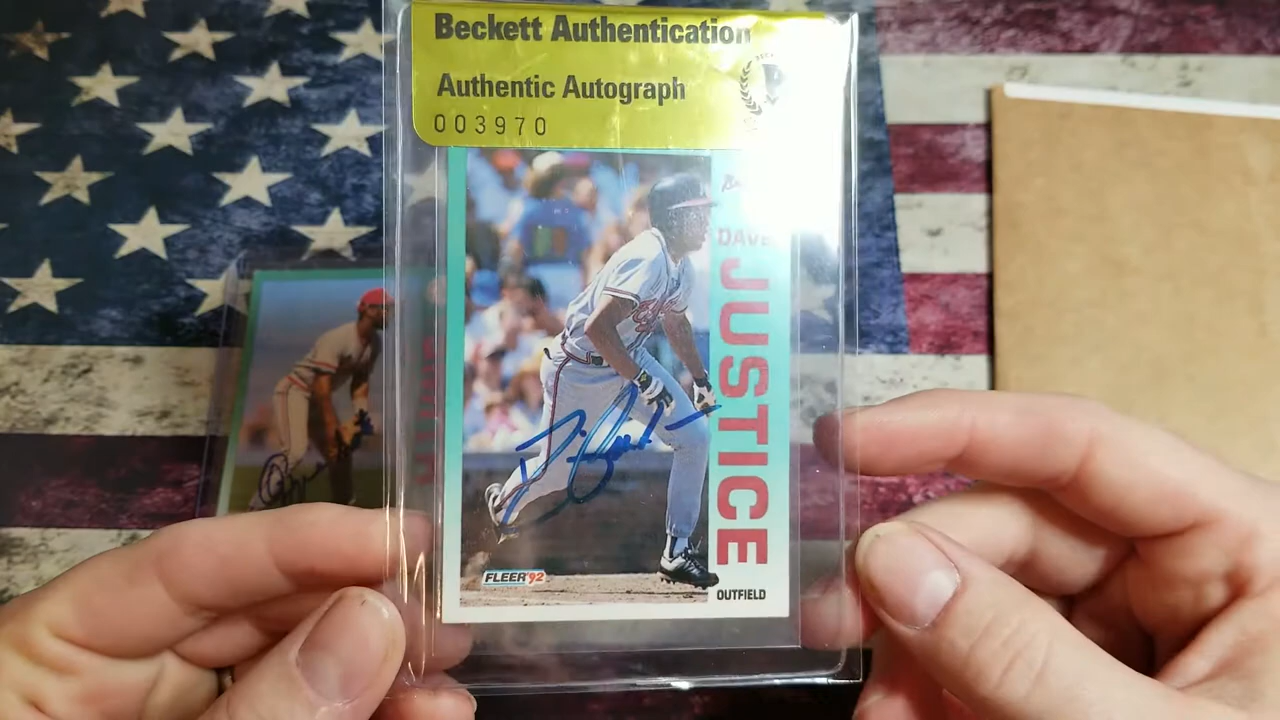 Beckett Authentication
Authentic Autograph
003970
DAVE
JUSTICE
OUTFIELD
FLEER '92